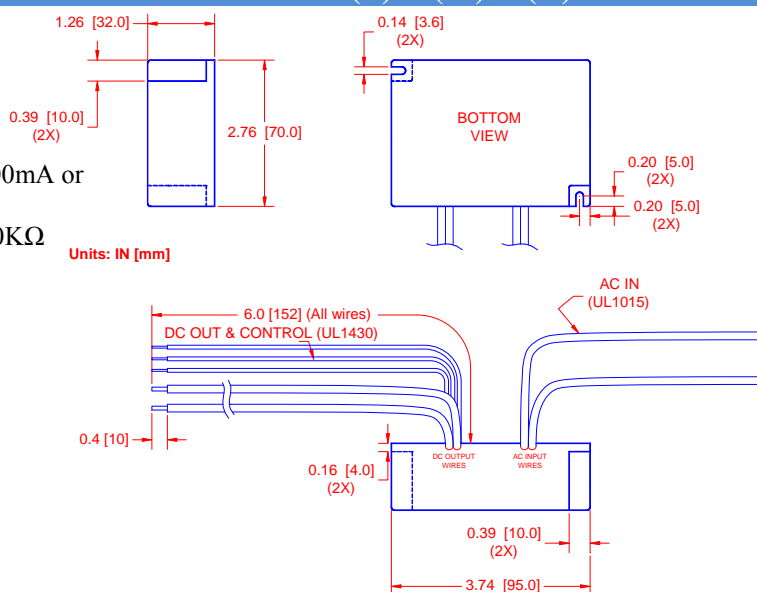 1.26 [32.0]
0.14 [3.6]
(2X)
0.39 [10.0]
(2X)
2.76 [70.0]
BOTTOM
VIEW
0.20 [5.0]
(2X)
0.20 [5.0]
(2X)
00mA or
0KΩ
Units: IN [mm]
AC IN
(UL1015)
6.0 [152] (All wires)
DC OUT & CONTROL (UL1430)
0.4 [10]
DC OUTPUT
WIRES
AC INPUT
WIRES
0.16 [4.0]
(2X)
0.39 [10.0]
(2X)
3.74 [95.0]